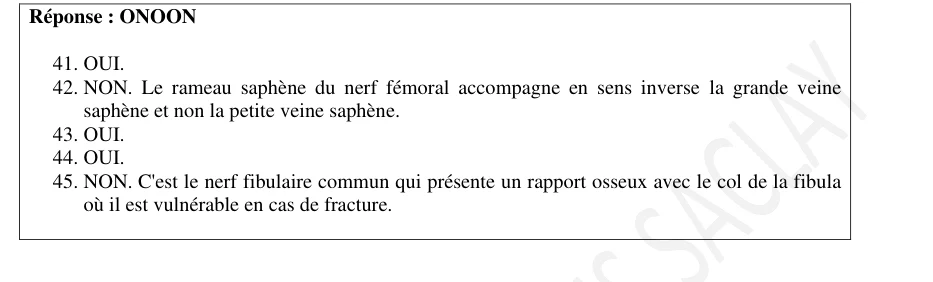 Réponse : ONOON
41. OUI.
42. NON. Le rameau saphène du nerf fémoral accompagne en sens inverse la grande veine
saphène et non la petite veine saphène.
43. OUI.
44. OUI.
45. NON. C'est le nerf fibulaire commun qui présente un rapport osseux avec le col de la fibula
où il est vulnérable en cas de fracture.
SACLAY